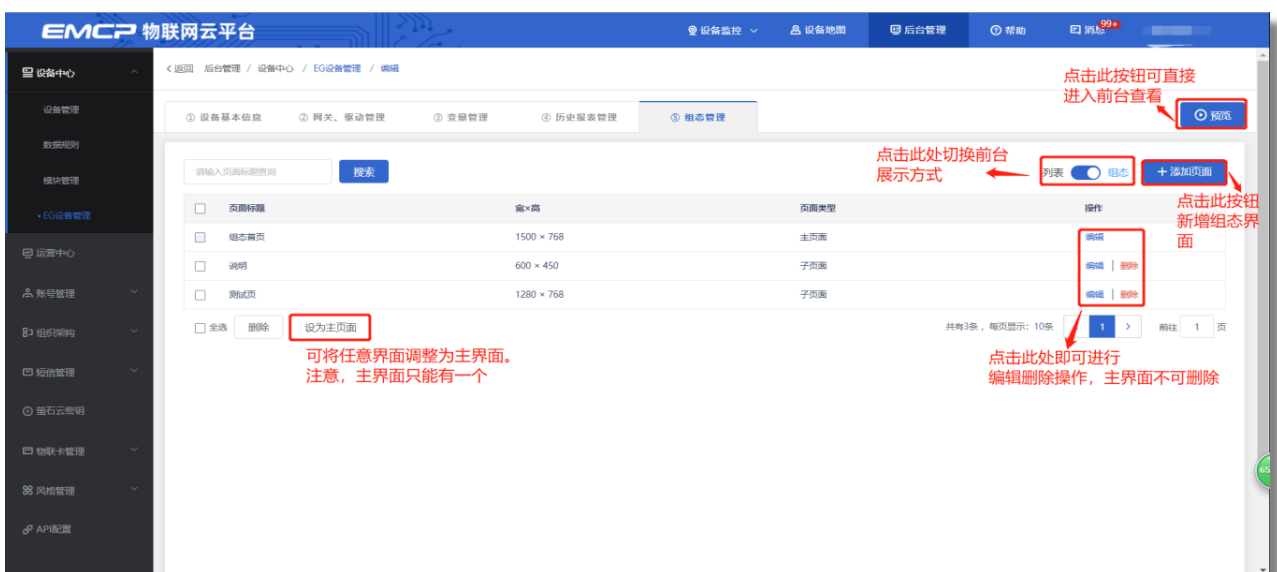 EMCP 物联网云平台
设备监控 设备地图 后台管理 帮助 消息 99+
设备中心
设备管理
数据规则
模块管理
EG设备管理
运营中心
账号管理
组织架构
短信管理
萤石云密钥
物联卡管理
风格管理
API配置
<返回 后台管理 / 设备中心 / EG设备管理 / 编辑
点击此按钮可直接
进入前台查看
① 设备基本信息 ② 网关、驱动管理 ③ 变量管理 ④ 历史报表管理 ⑤ 组态管理
预览
点击此处切换前台
展示方式
请输入页面标题查询 搜索 列表 组态 +添加页面
点击此按钮
新增组态界
面
页面标题 宽×高 页面类型 操作
组态首页 1500 × 768 主页面 编辑
说明 600 × 450 子页面 编辑 | 删除
测试页 1280 × 768 子页面 编辑 | 删除
全选 删除 设为主页面 共有3条，每页显示：10条 1 > 前往 1 页
可将任意界面调整为主界面。
注意，主界面只能有一个
点击此处即可进行
编辑删除操作，主界面不可删除
65